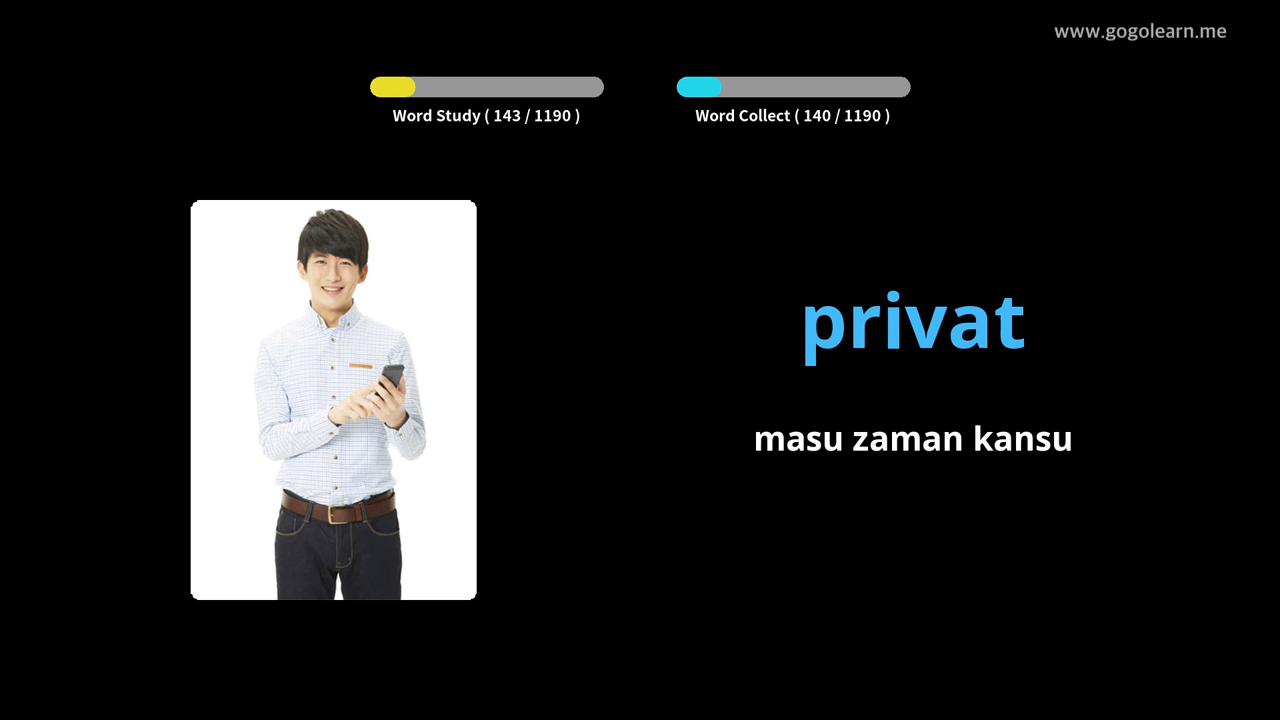 www.gogolearn.me
Word Study ( 143 / 1190 )
Word Collect ( 140 / 1190 )
privat
masu zaman kansu